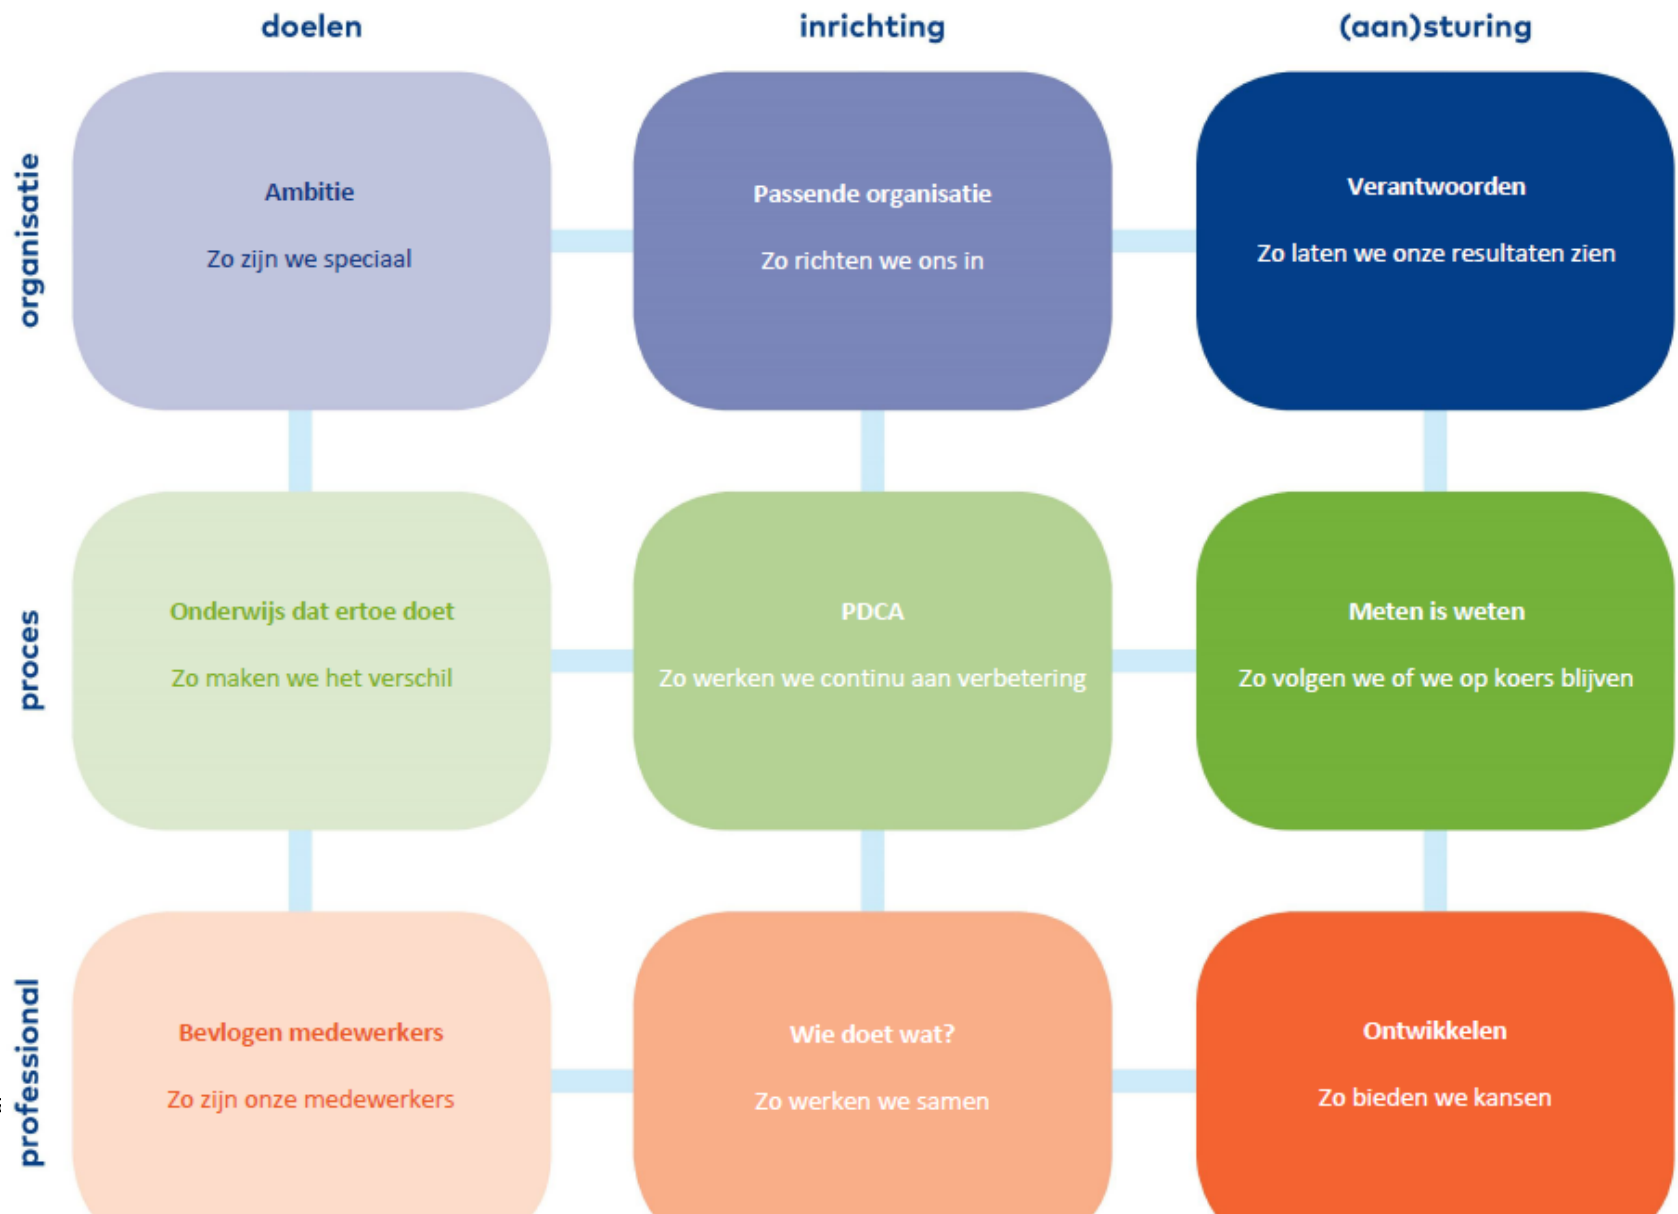 doelen
inrichting
(aan)sturing
organisatie
Ambitie
Zo zijn we speciaal
Passende organisatie
Zo richten we ons in
Verantwoorden
Zo laten we onze resultaten zien
proces
Onderwijs dat ertoe doet
Zo maken we het verschil
PDCA
Zo werken we continu aan verbetering
Meten is weten
Zo volgen we of we op koers blijven
professional
Bevlogen medewerkers
Zo zijn onze medewerkers
Wie doet wat?
Zo werken we samen
Ontwikkelen
Zo bieden we kansen